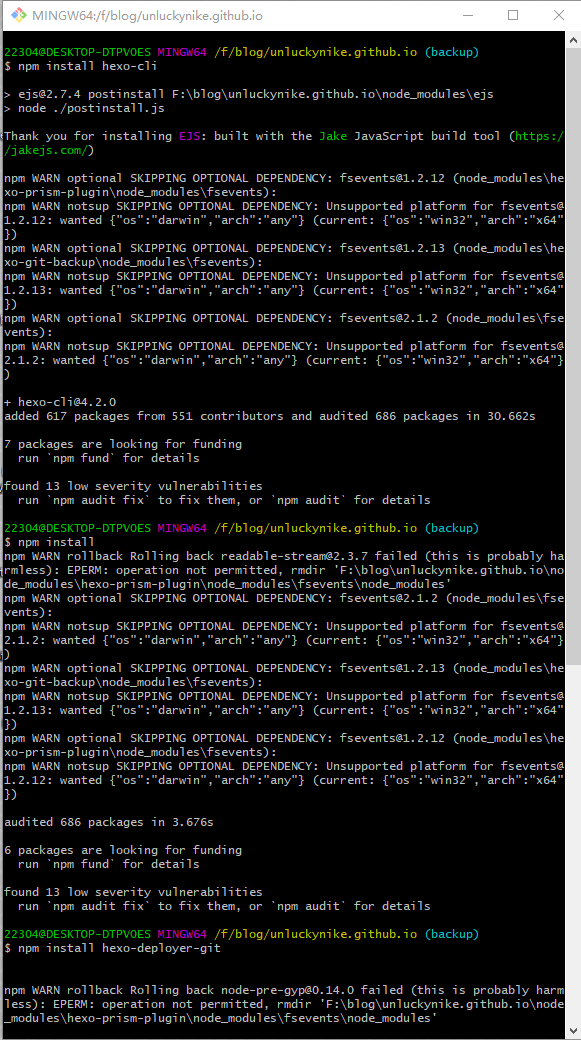 MINGW64:/f/blog/unluckynike.github.io
22304@DESKTOP-DTPVOES MINGW64 /f/blog/unluckynike.github.io (backup)
$ npm install hexo-cli
> ejs@2.7.4 postinstall F:\blog\unluckynike.github.io\node_modules\ejs
> node ./postinstall.js
Thank you for installing EJS: built with the Jake JavaScript build tool (https:/
/jakejs.com/)
npm WARN optional SKIPPING OPTIONAL DEPENDENCY: fsevents@1.2.12 (node_modules\he
xo-prism-plugin\node_modules\fsevents):
npm WARN notsup SKIPPING OPTIONAL DEPENDENCY: Unsupported platform for fsevents@
1.2.12: wanted {"os":"darwin","arch":"any"} (current: {"os":"win32","arch":"x64"
})
npm WARN optional SKIPPING OPTIONAL DEPENDENCY: fsevents@1.2.13 (node_modules\he
xo-git-backup\node_modules\fsevents):
npm WARN notsup SKIPPING OPTIONAL DEPENDENCY: Unsupported platform for fsevents@
1.2.13: wanted {"os":"darwin","arch":"any"} (current: {"os":"win32","arch":"x64"
})
npm WARN optional SKIPPING OPTIONAL DEPENDENCY: fsevents@2.1.2 (node_modules\fse
vents):
npm WARN notsup SKIPPING OPTIONAL DEPENDENCY: Unsupported platform for fsevents@
2.1.2: wanted {"os":"darwin","arch":"any"} (current: {"os":"win32","arch":"x64"}
)
+ hexo-cli@4.2.0
added 617 packages from 551 contributors and audited 686 packages in 30.662s
7 packages are looking for funding
run `npm fund` for details
found 13 low severity vulnerabilities
run `npm audit fix` to fix them, or `npm audit` for details
22304@DESKTOP-DTPVOES MINGW64 /f/blog/unluckynike.github.io (backup)
$ npm install
npm WARN rollback Rolling back readable-stream@2.3.7 failed (this is probably ha
rmless): EPERM: operation not permitted, rmdir 'F:\blog\unluckynike.github.io\no
de_modules\hexo-prism-plugin\node_modules\fsevents\node_modules'
npm WARN optional SKIPPING OPTIONAL DEPENDENCY: fsevents@2.1.2 (node_modules\fse
vents):
npm WARN notsup SKIPPING OPTIONAL DEPENDENCY: Unsupported platform for fsevents@
2.1.2: wanted {"os":"darwin","arch":"any"} (current: {"os":"win32","arch":"x64"}
)
npm WARN optional SKIPPING OPTIONAL DEPENDENCY: fsevents@1.2.13 (node_modules\he
xo-git-backup\node_modules\fsevents):
npm WARN notsup SKIPPING OPTIONAL DEPENDENCY: Unsupported platform for fsevents@
1.2.13: wanted {"os":"darwin","arch":"any"} (current: {"os":"win32","arch":"x64"
})
npm WARN optional SKIPPING OPTIONAL DEPENDENCY: fsevents@1.2.12 (node_modules\he
xo-prism-plugin\node_modules\fsevents):
npm WARN notsup SKIPPING OPTIONAL DEPENDENCY: Unsupported platform for fsevents@
1.2.12: wanted {"os":"darwin","arch":"any"} (current: {"os":"win32","arch":"x64"
})
audited 686 packages in 3.676s
6 packages are looking for funding
run `npm fund` for details
found 13 low severity vulnerabilities
run `npm audit fix` to fix them, or `npm audit` for details
22304@DESKTOP-DTPVOES MINGW64 /f/blog/unluckynike.github.io (backup)
$ npm install hexo-deployer-git
npm WARN rollback Rolling back node-pre-gyp@0.14.0 failed (this is probably harm
less): EPERM: operation not permitted, rmdir 'F:\blog\unluckynike.github.io\node
_modules\hexo-prism-plugin\node_modules\fsevents\node_modules'